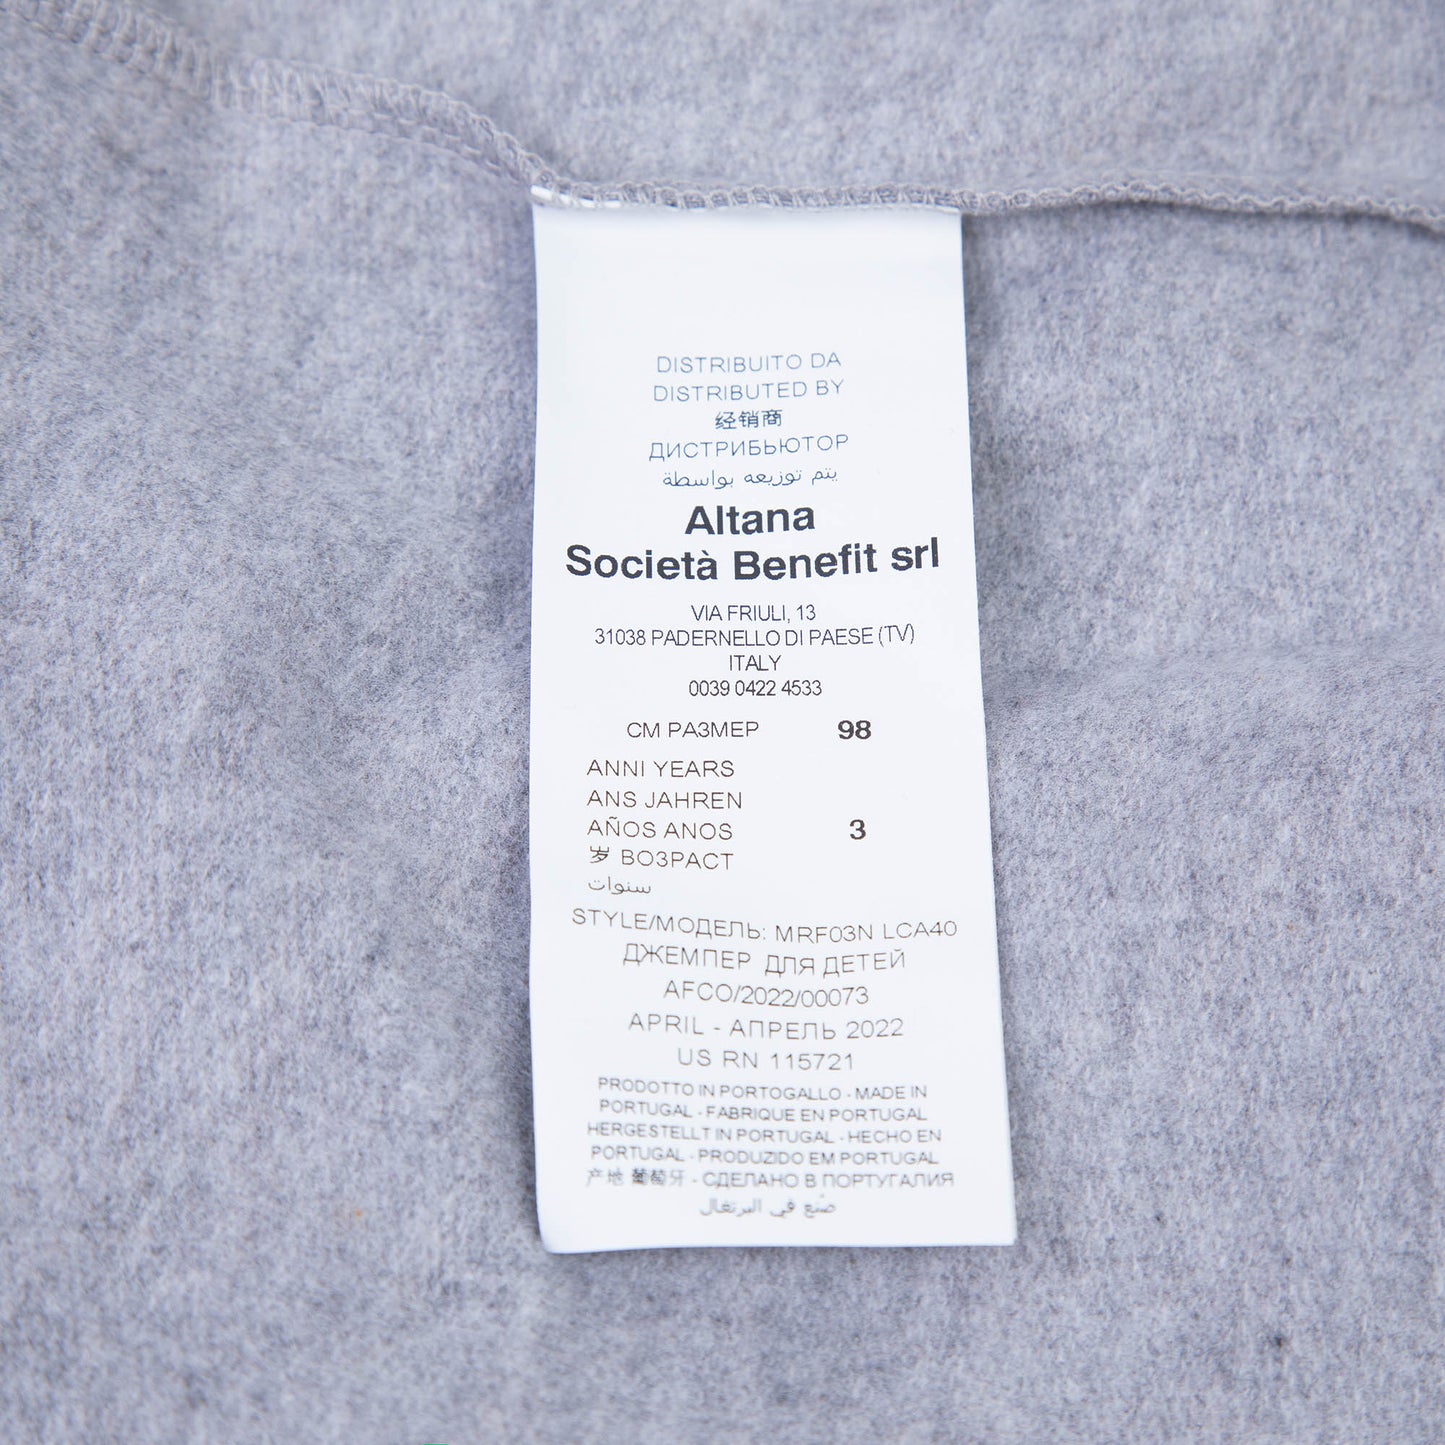 DISTRIBUITO DA
DISTRIBUTED BY
经销商
ДИСТРИБЬЮТОР
يتم توزيعه بواسطة
Altana
Società Benefit srl
VIA FRIULI, 13
31038 PADERNELLO DI PAESE (TV)
ITALY
0039 0422 4533
CM РАЗМЕР 98
ANNI YEARS
ANS JAHREN
AÑOS ANOS 3
岁 ВОЗРАСТ
سنوات
STYLE/МОДЕЛЬ: MRF03N LCA40
ДЖЕМПЕР ДЛЯ ДЕТЕЙ
AFCO/2022/00073
APRIL - АПРЕЛЬ 2022
US RN 115721
PRODOTTO IN PORTOGALLO - MADE IN
PORTUGAL - FABRIQUE EN PORTUGAL
HERGESTELLT IN PORTUGAL - HECHO EN
PORTUGAL - PRODUZIDO EM PORTUGAL
产地 葡萄牙 - СДЕЛАНО В ПОРТУГАЛИЯ
صُنع في البرتغال